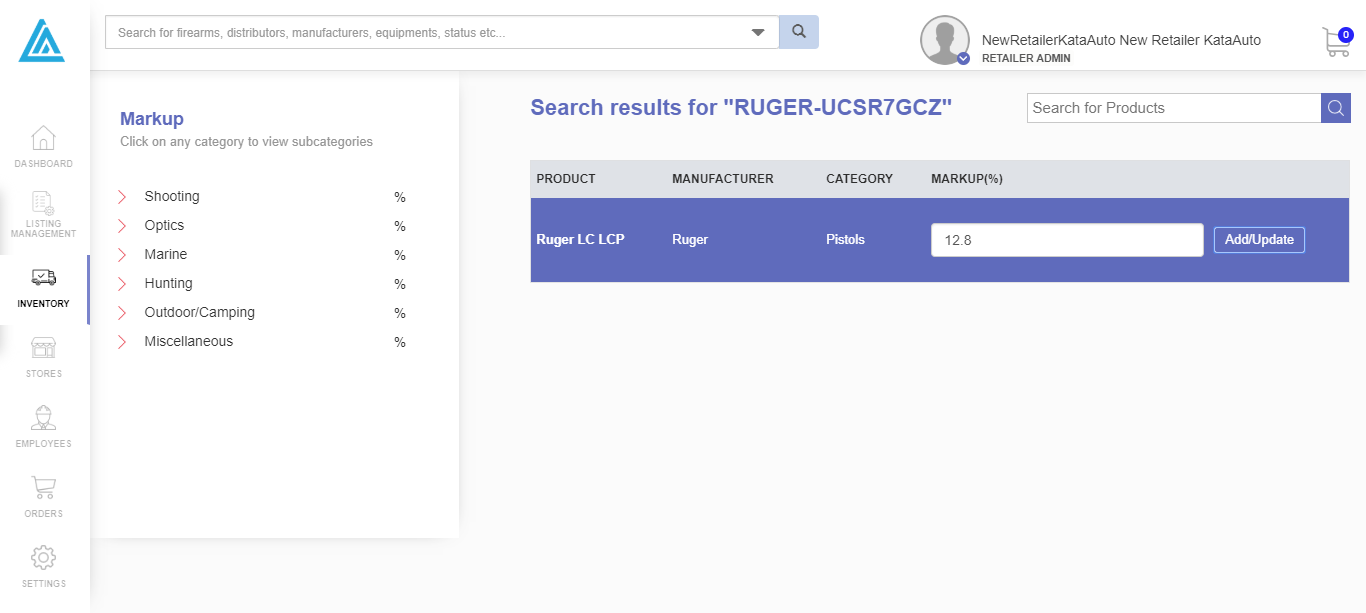 Search for firearms, distributors, manufacturers, equipments, status etc...
NewRetailerKataAuto New Retailer KataAuto
RETAILER ADMIN
0
DASHBOARD
LISTING
MANAGEMENT
INVENTORY
STORES
EMPLOYEES
ORDERS
SETTINGS
Markup
Click on any category to view subcategories
Shooting %
Optics %
Marine %
Hunting %
Outdoor/Camping %
Miscellaneous %
Search results for "RUGER-UCSR7GCZ"
Search for Products
PRODUCT MANUFACTURER CATEGORY MARKUP(%)
Ruger LC LCP Ruger Pistols 12.8 Add/Update